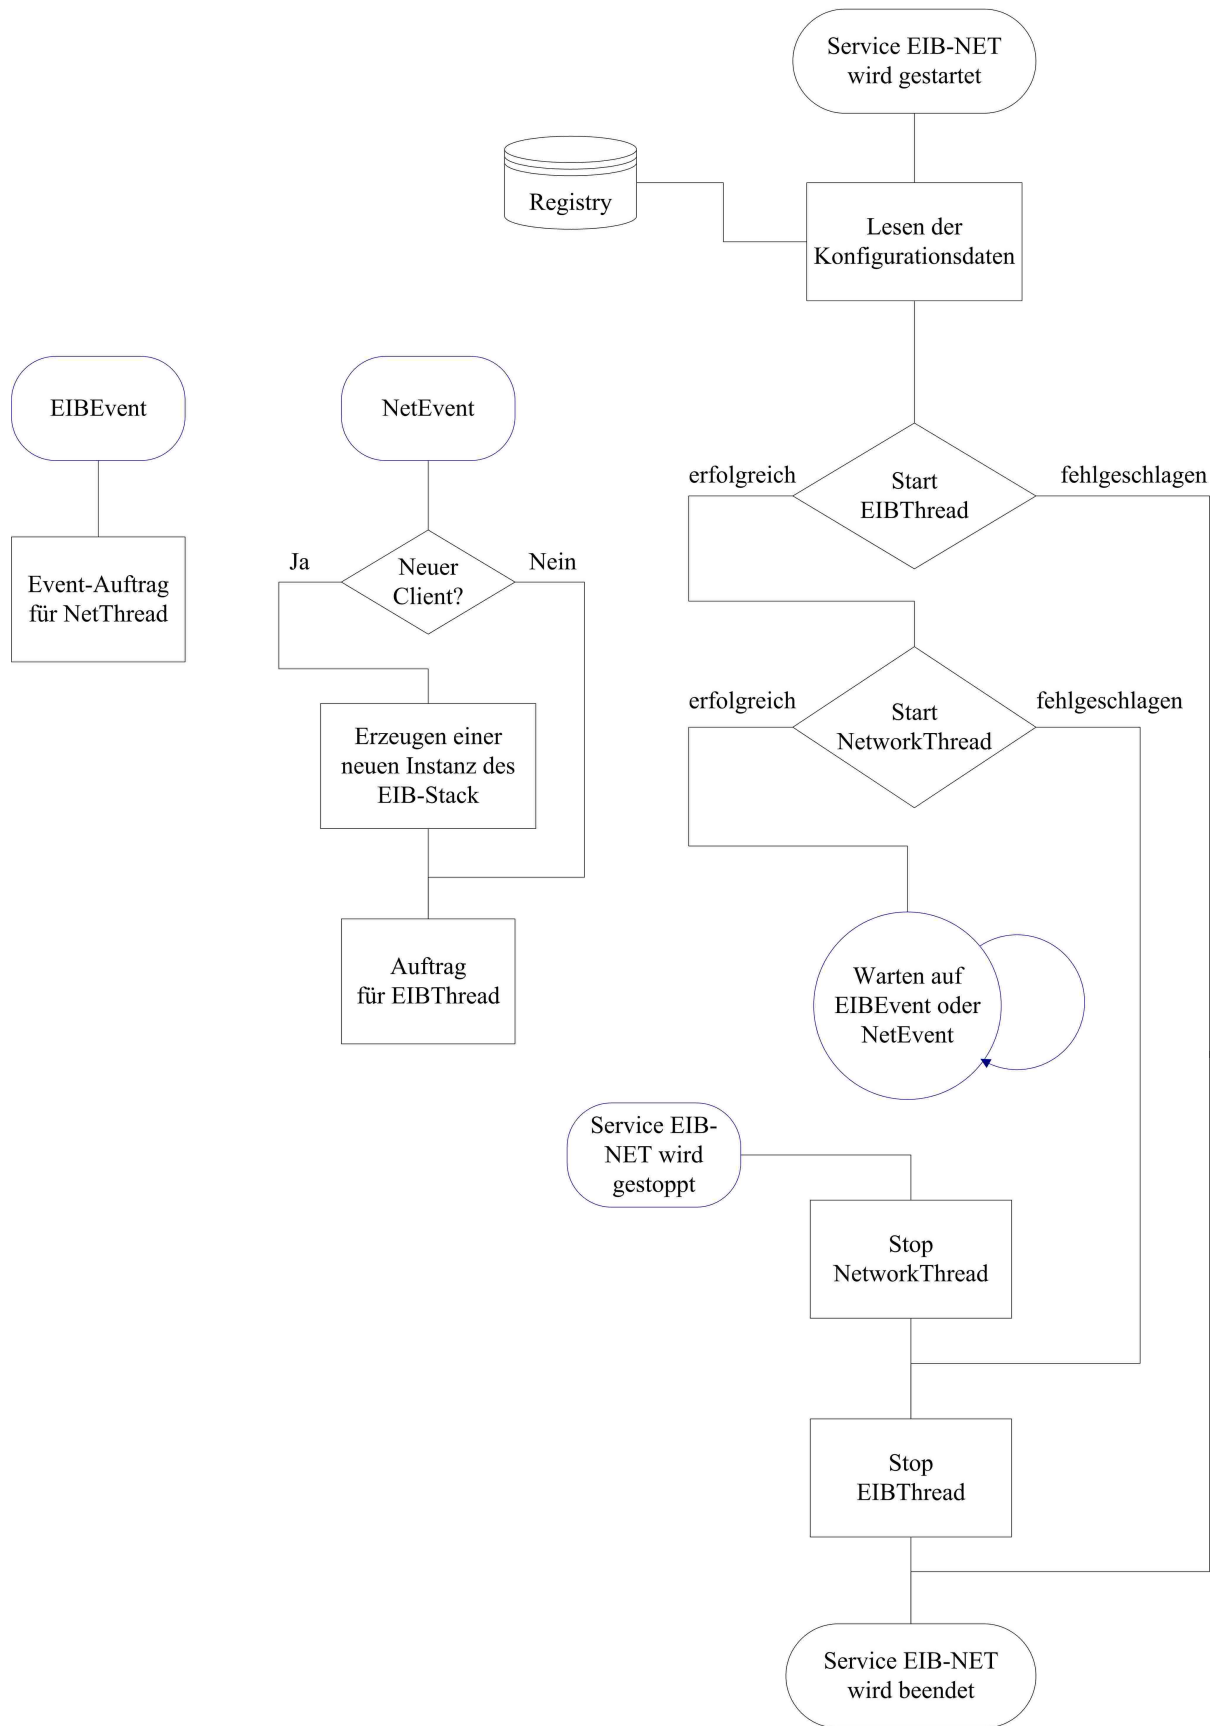 Service EIB-NET
wird gestartet
Registry
Lesen der
Konfigurationsdaten
EIBEvent
NetEvent
erfolgreich
Start
EIBThread
fehlgeschlagen
Event-Auftrag
für NetThread
Ja
Neuer
Client?
Nein
erfolgreich
Start
NetworkThread
fehlgeschlagen
Erzeugen einer
neuen Instanz des
EIB-Stack
Auftrag
für EIBThread
Warten auf
EIBEvent oder
NetEvent
Service EIB-
NET wird
gestoppt
Stop
NetworkThread
Stop
EIBThread
Service EIB-NET
wird beendet